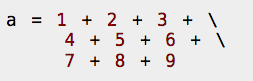 a = 1 + 2 + 3 + \
4 + 5 + 6 + \
7 + 8 + 9